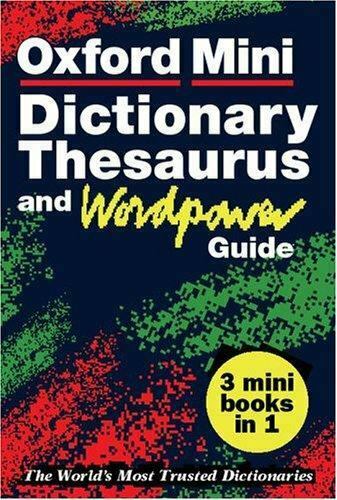 Oxford Mini
Dictionary
Thesaurus
and Wordpower
Guide
3 mini
books
in 1
The World's Most Trusted Dictionaries